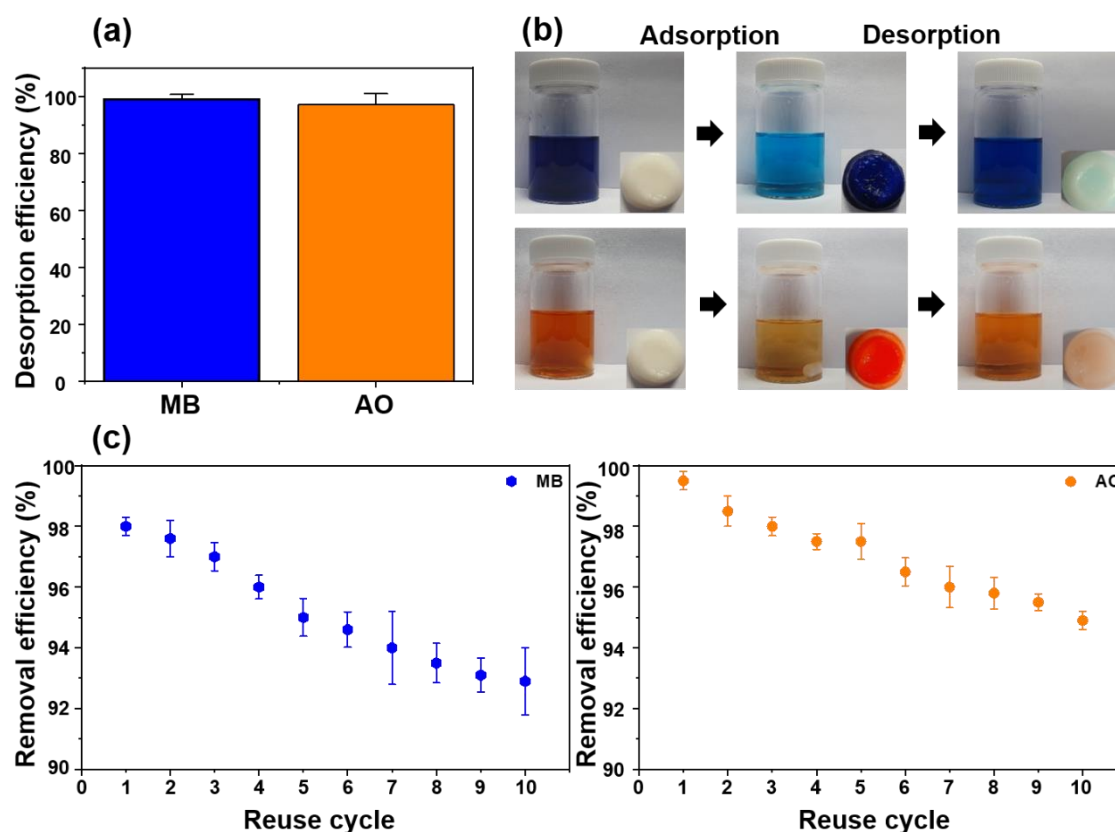 (a)
Desorption efficiency (%)
100
80
60
40
20
0
MB
AO
(b)
Adsorption
Desorption
(c)
Removal efficiency (%)
100
98
96
94
92
90
0
1
2
3
4
5
6
7
8
9
10
Reuse cycle
MB
Removal efficiency (%)
100
98
96
94
92
90
0
1
2
3
4
5
6
7
8
9
10
Reuse cycle
AO